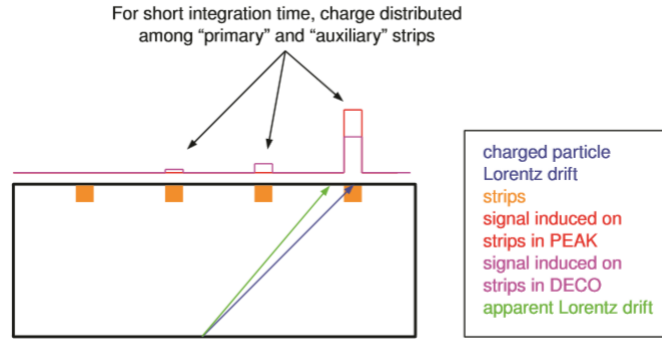 For short integration time, charge distributed
among “primary” and “auxiliary” strips
charged particle
Lorentz drift
strips
signal induced on
strips in PEAK
signal induced on
strips in DECO
apparent Lorentz drift